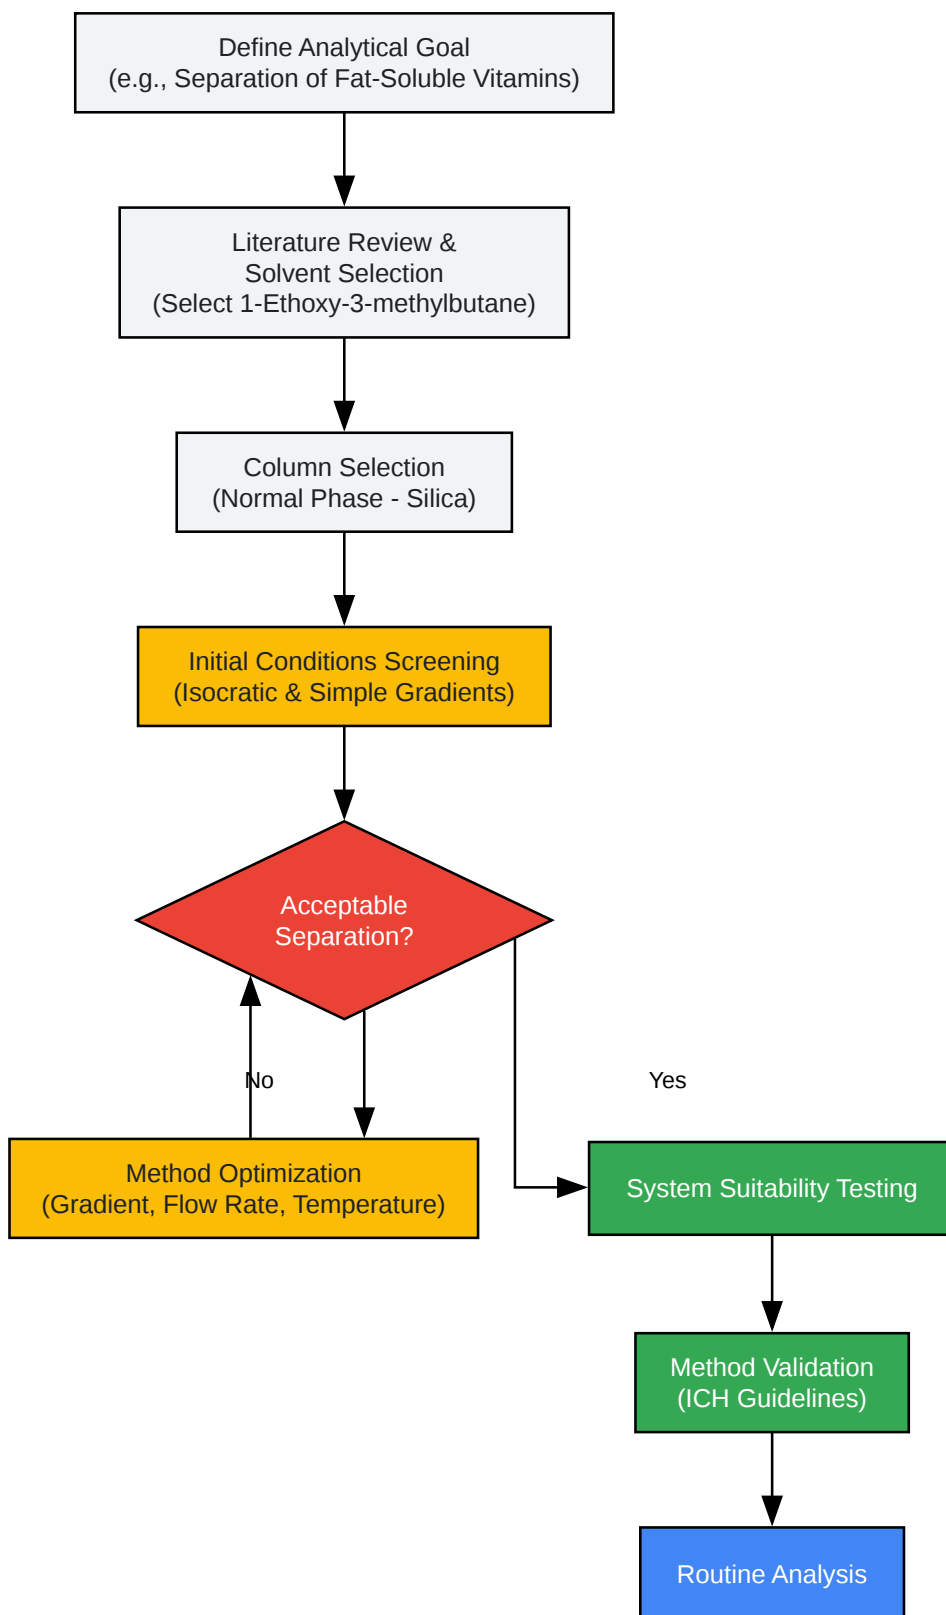 Define Analytical Goal
(e.g., Separation of Fat-Soluble Vitamins)
Literature Review &
Solvent Selection
(Select 1-Ethoxy-3-methylbutane)
Column Selection
(Normal Phase - Silica)
Initial Conditions Screening
(Isocratic & Simple Gradients)
Acceptable
Separation?
No
Yes
Method Optimization
(Gradient, Flow Rate, Temperature)
System Suitability Testing
Method Validation
(ICH Guidelines)
Routine Analysis